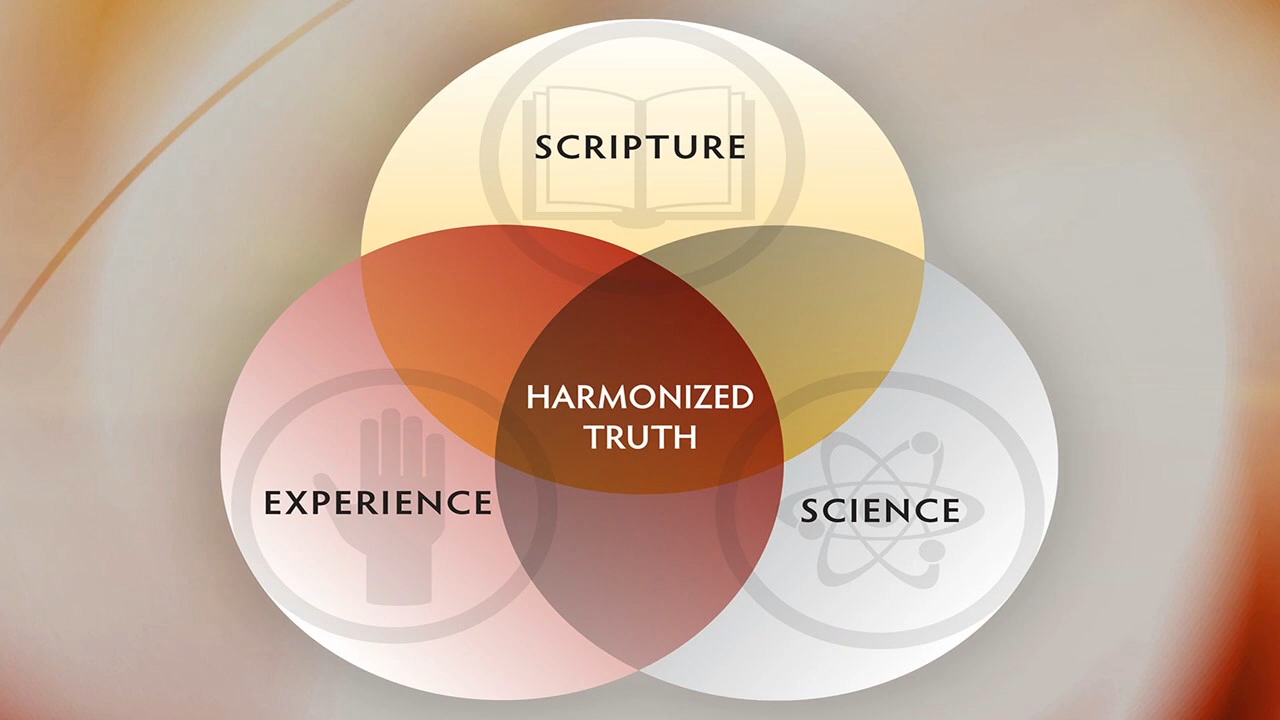 SCRIPTURE
HARMONIZED
TRUTH
EXPERIENCE
SCIENCE